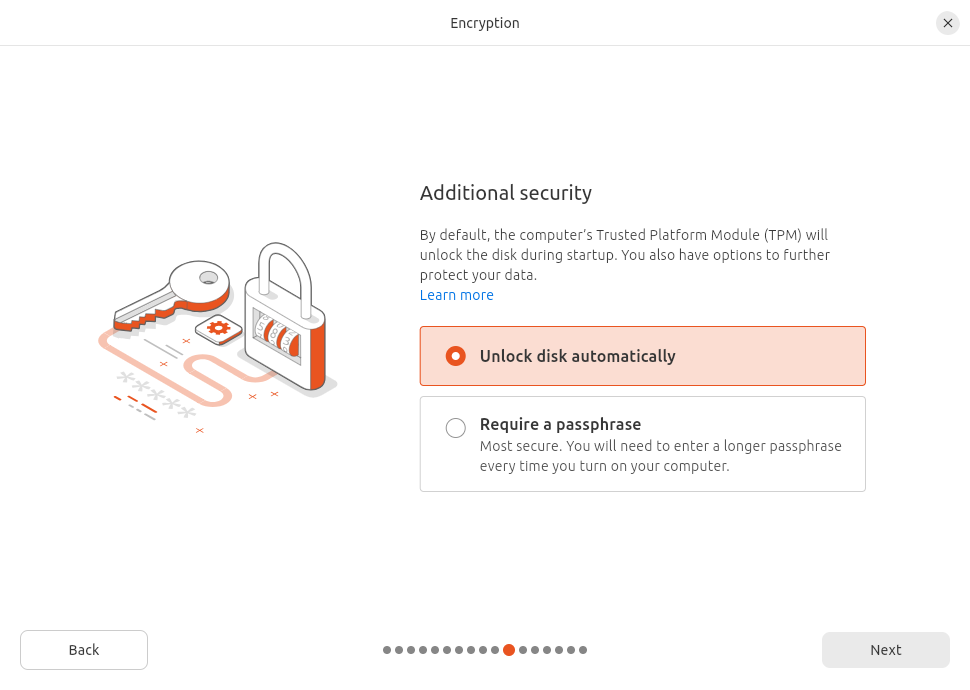 Encryption
Additional security
By default, the computer's Trusted Platform Module (TPM) will
unlock the disk during startup. You also have options to further
protect your data.
Learn more
Unlock disk automatically
Require a passphrase
Most secure. You will need to enter a longer passphrase
every time you turn on your computer.
Back
Next